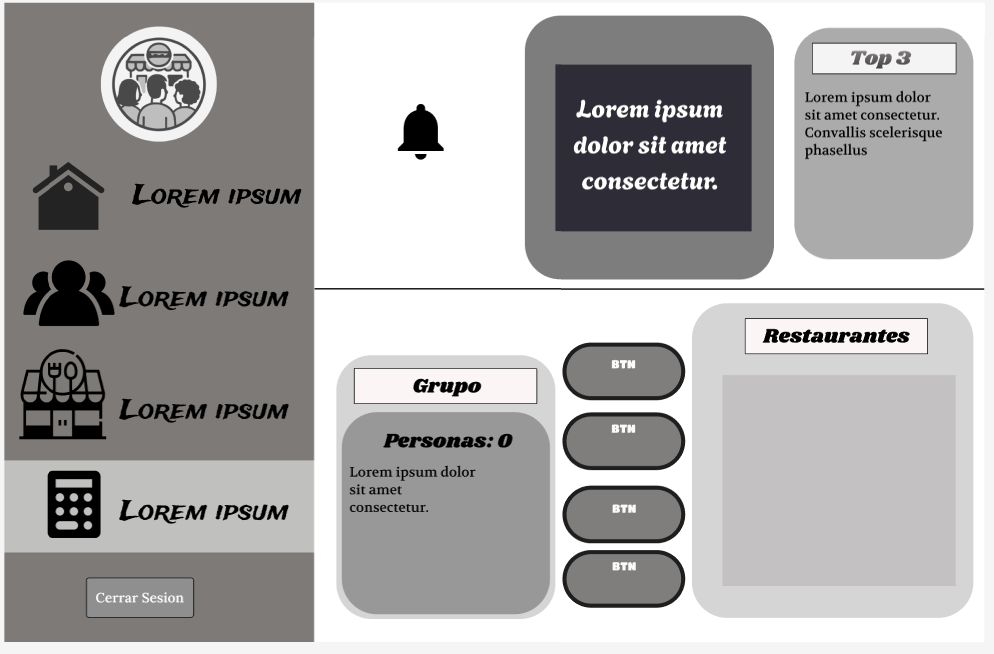 Lorem ipsum
Lorem ipsum
Lorem ipsum
Lorem ipsum
Cerrar Sesion
Lorem ipsum
dolor sit amet
consectetur.
Top 3
Lorem ipsum dolor
sit amet consectetur.
Convallis scelerisque
phasellus
Grupo
Personas: 0
Lorem ipsum dolor
sit amet
consectetur.
BTN
BTN
BTN
BTN
Restaurantes